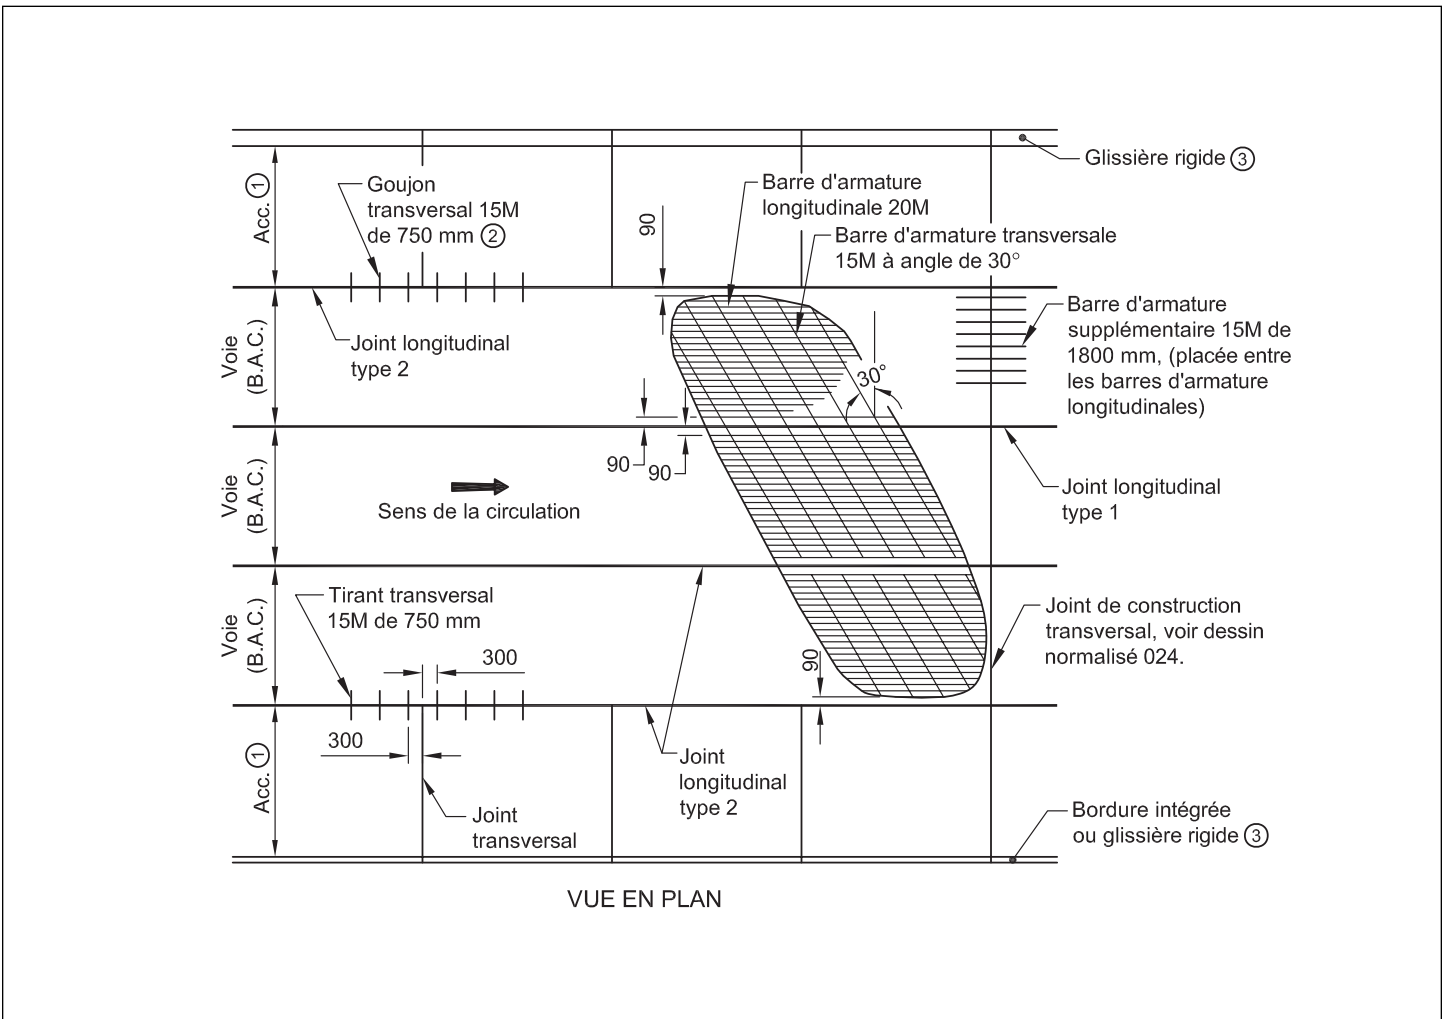 Glissière rigide ③
Acc. ①
Goujon
transversal 15M
de 750 mm ②
90
Barre d'armature
longitudinale 20M
Barre d'armature transversale
15M à angle de 30°
Voie
(B.A.C.)
Joint longitudinal
type 2
30°
Barre d'armature
supplémentaire 15M de
1800 mm, (placée entre
les barres d'armature
longitudinales)
Voie
(B.A.C.)
90
90
Sens de la circulation
Joint longitudinal
type 1
Voie
(B.A.C.)
Tirant transversal
15M de 750 mm
300
90
Joint de construction
transversal, voir dessin
normalisé 024.
Acc. ①
300
Joint
longitudinal
type 2
Joint
transversal
Bordure intégrée
ou glissière rigide ③
VUE EN PLAN